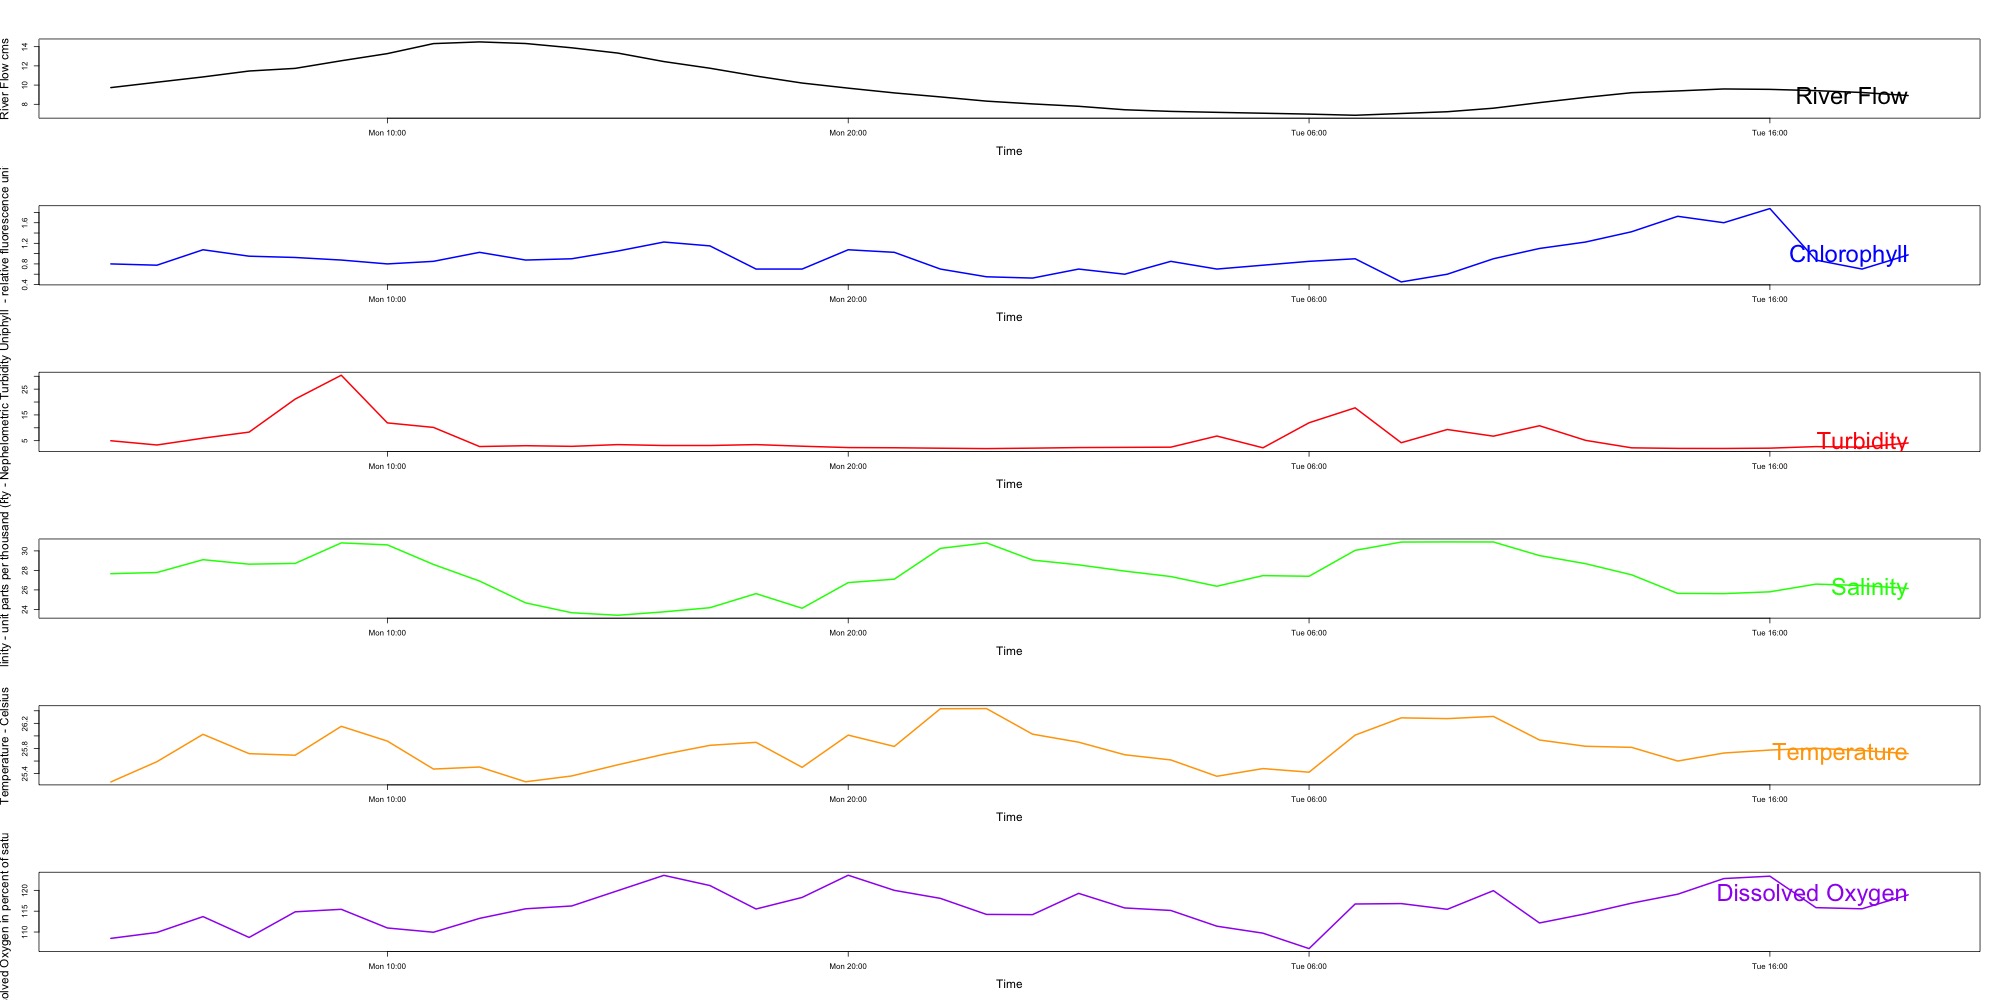 River Flow cms
14
12
10
8
River Flow
Mon 10:00 Mon 20:00 Tue 06:00 Tue 16:00
Time
phyll - relative fluorescence uni
1.6
1.2
0.8
0.4
Chlorophyll
Mon 10:00 Mon 20:00 Tue 06:00 Tue 16:00
Time
ty - Nephelometric Turbidity Uni
25
15
5
Turbidity
Mon 10:00 Mon 20:00 Tue 06:00 Tue 16:00
Time
linity - unit parts per thousand (
30
28
26
24
Salinity
Mon 10:00 Mon 20:00 Tue 06:00 Tue 16:00
Time
Temperature - Celsius
26.2
25.8
25.4
Temperature
Mon 10:00 Mon 20:00 Tue 06:00 Tue 16:00
Time
olved Oxygen in percent of satu
120
115
110
Dissolved Oxygen
Mon 10:00 Mon 20:00 Tue 06:00 Tue 16:00
Time